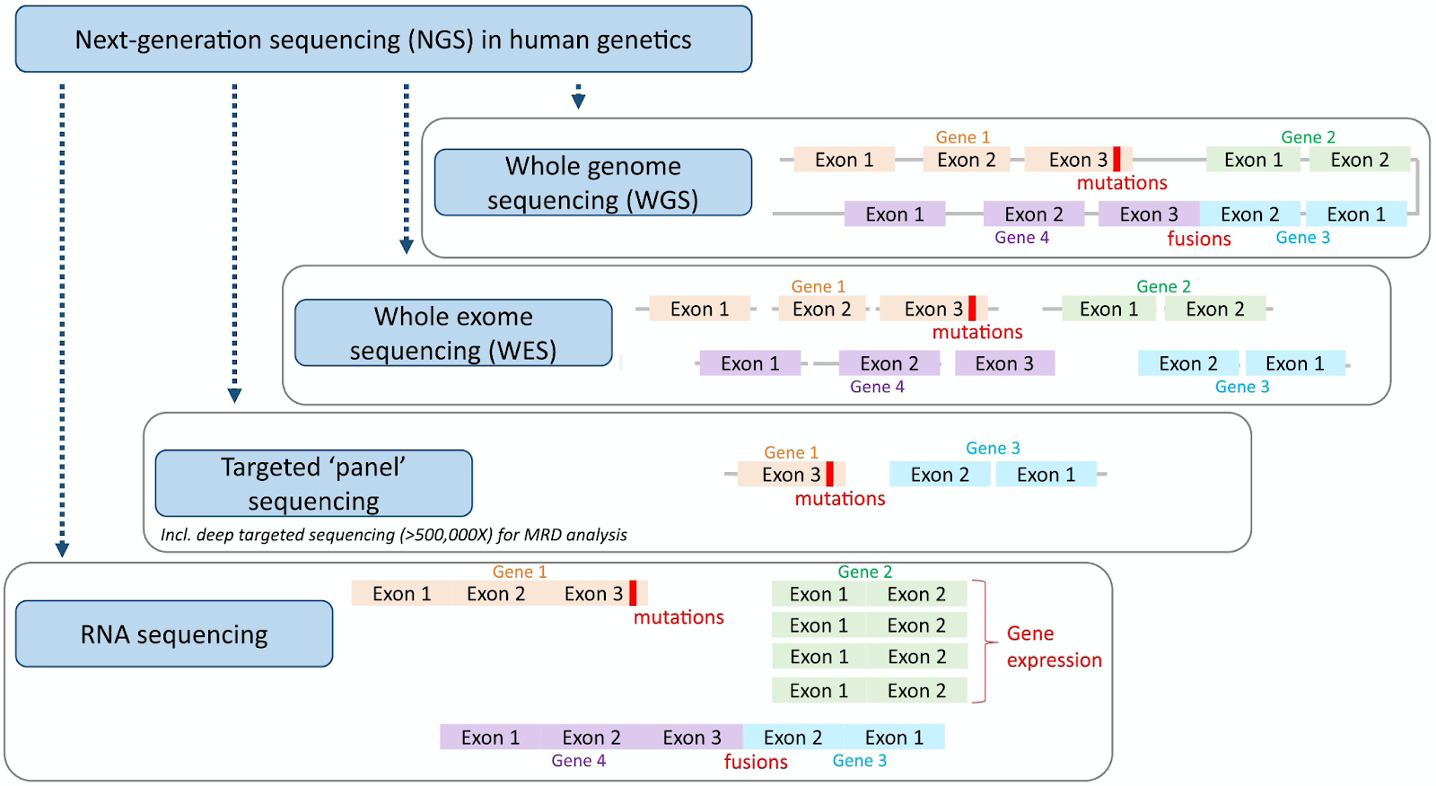 Next-generation sequencing (NGS) in human genetics
Whole genome
sequencing (WGS)
Gene 1
Gene 2
Exon 1
Exon 2
Exon 3
Exon 1
Exon 2
mutations
Exon 1
Exon 2
Exon 3
Exon 2
Exon 1
Gene 4
fusions
Gene 3
Whole exome
sequencing (WES)
Gene 1
Gene 2
Exon 1
Exon 2
Exon 3
Exon 1
Exon 2
mutations
Exon 1
Exon 2
Exon 3
Exon 2
Exon 1
Gene 4
Gene 3
Targeted ‘panel’
sequencing
Incl. deep targeted sequencing (>500,000X) for MRD analysis
Gene 1
Gene 3
Exon 3
Exon 2
Exon 1
mutations
RNA sequencing
Gene 1
Exon 1
Exon 2
Exon 3
mutations
Gene 2
Exon 1
Exon 2
Exon 1
Exon 2
Exon 1
Exon 2
Exon 1
Exon 2
Gene
expression
Exon 1
Exon 2
Exon 3
Exon 2
Exon 1
Gene 4
fusions
Gene 3